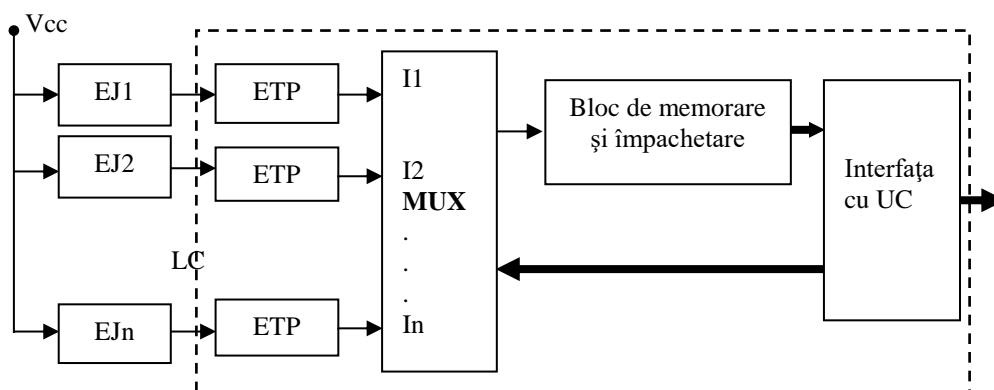 Vcc
EJ1
ETP
I1
Bloc de memorare
şi împachetare
EJ2
ETP
I2
MUX
.
.
.
In
Interfaţa
cu UC
LC
EJn
ETP